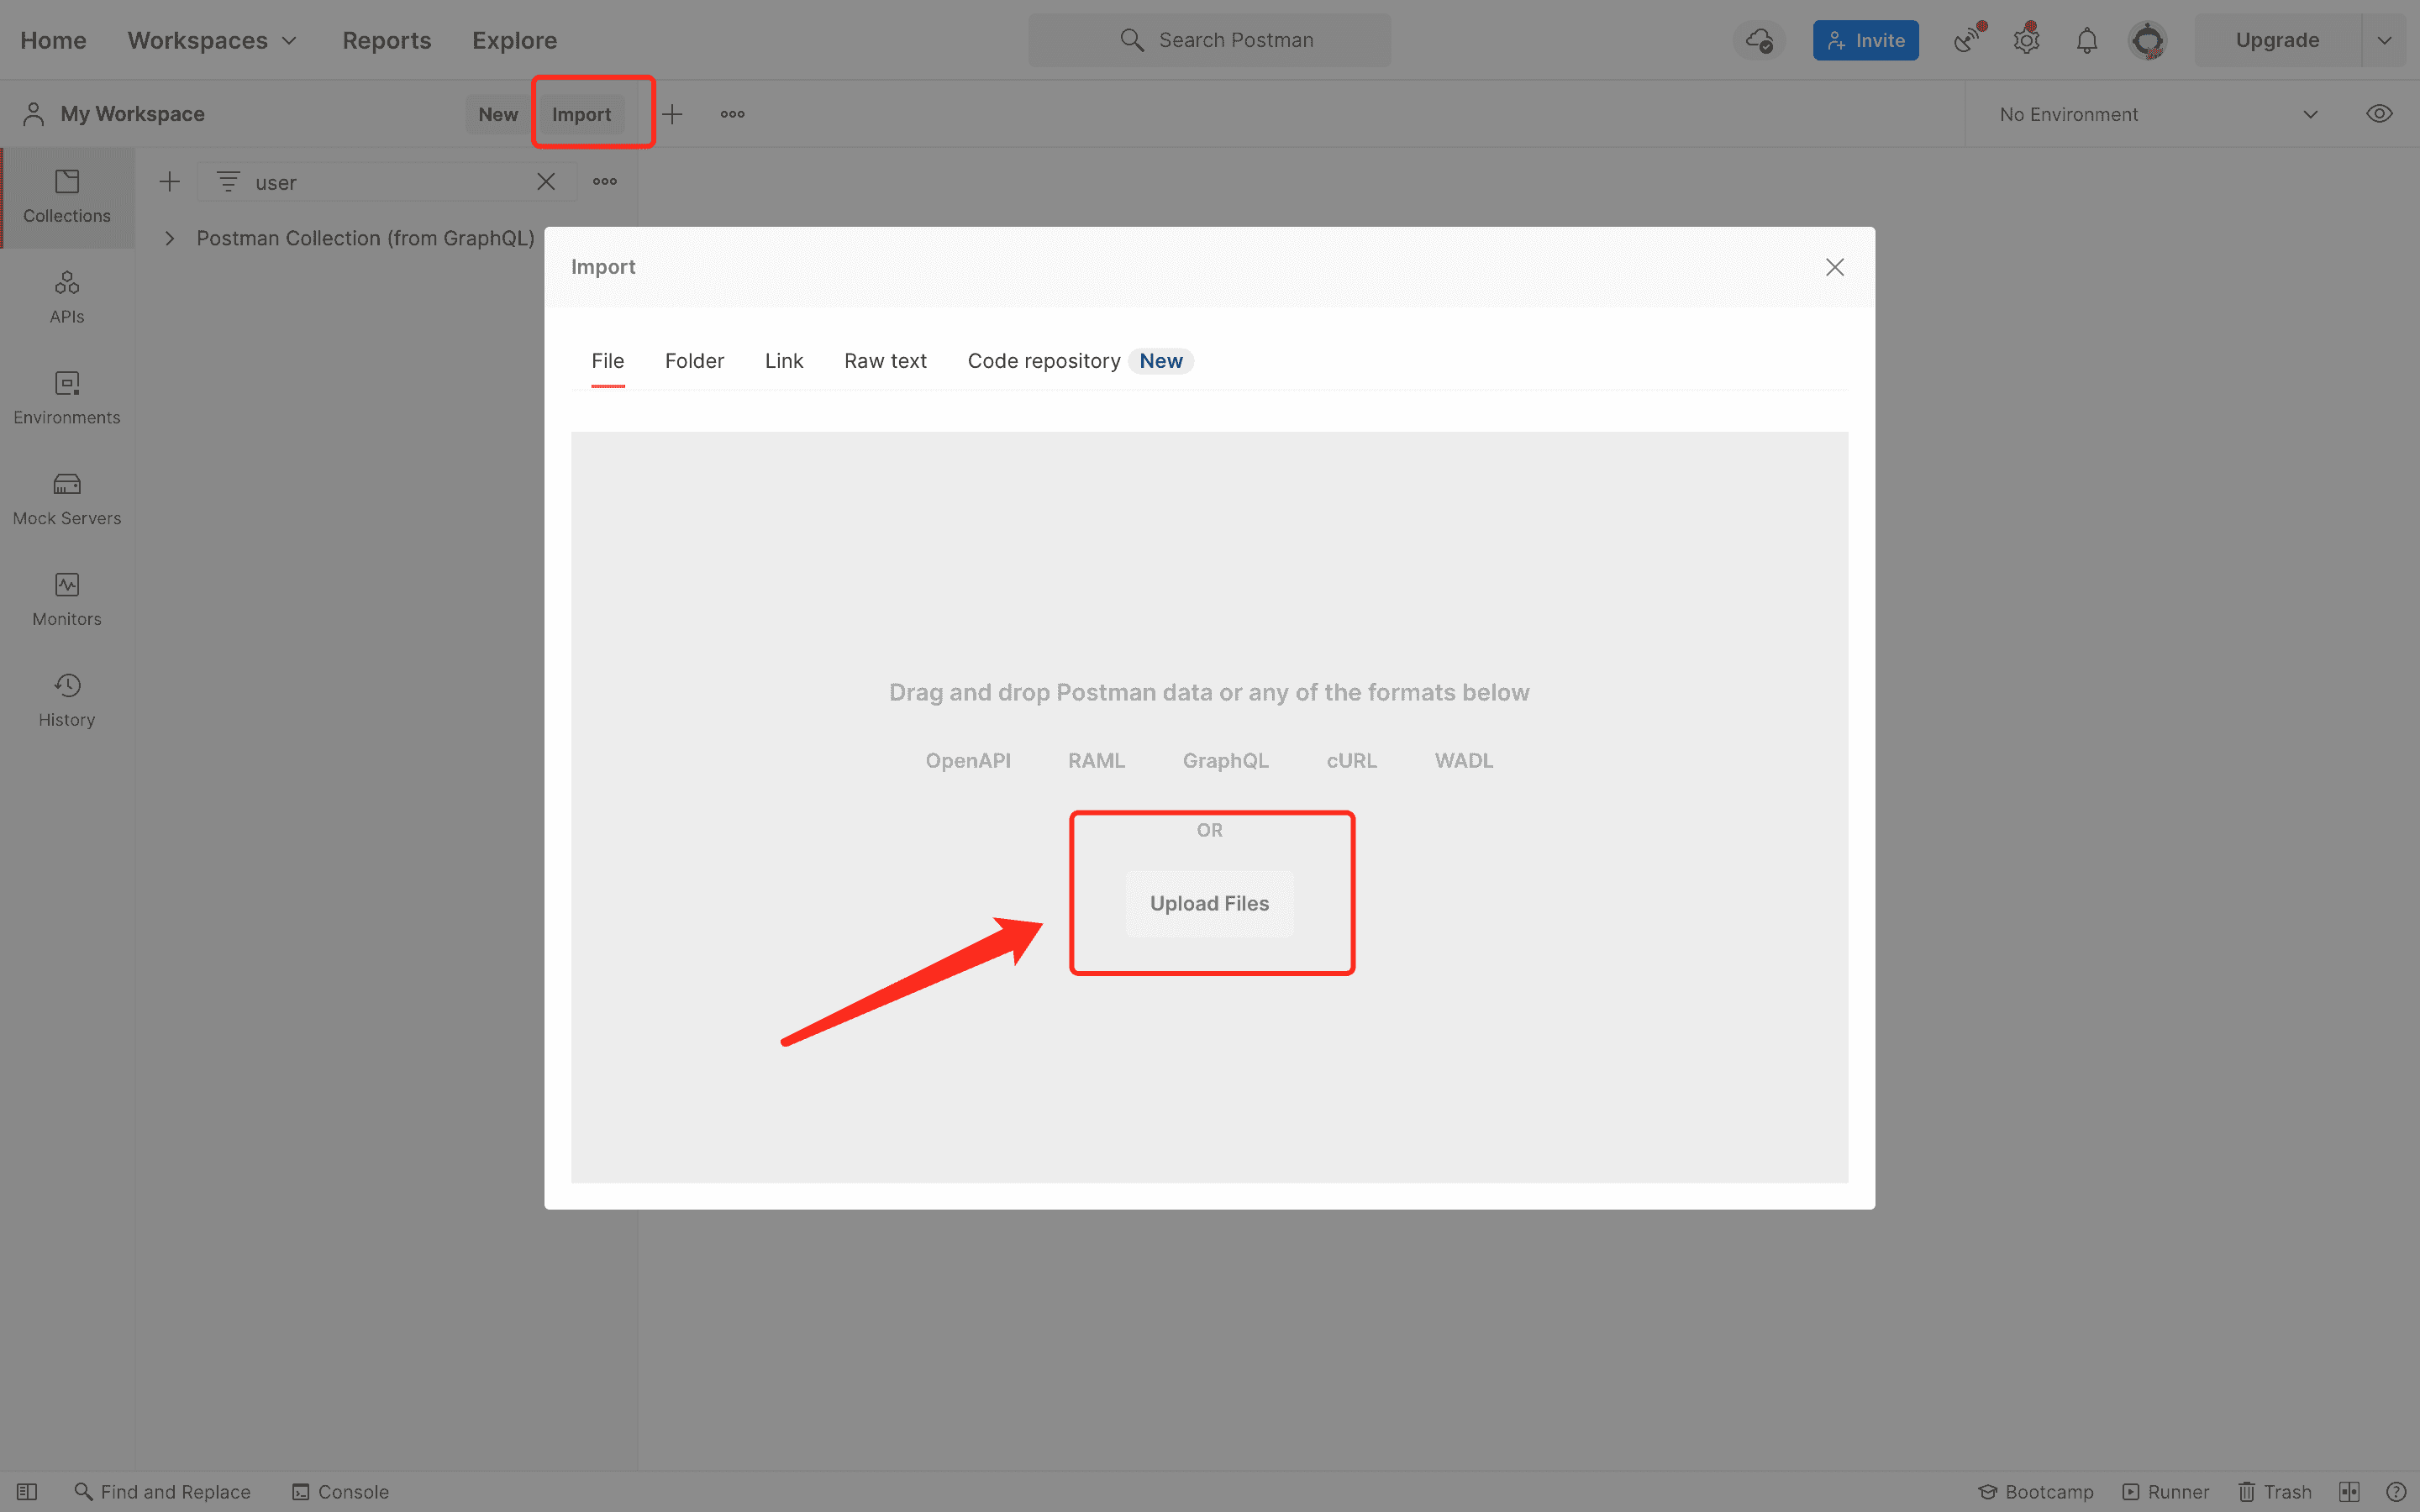 Home Workspaces Reports Explore Search Postman Invite Upgrade
My Workspace New Import No Environment
user
Collections
Postman Collection (from GraphQL)
Import
APIs
File Folder Link Raw text Code repository New
Environments
Mock Servers
Monitors
History
Drag and drop Postman data or any of the formats below
OpenAPI RAML GraphQL cURL WADL
OR
Upload Files
Find and Replace Console Bootcamp Runner Trash